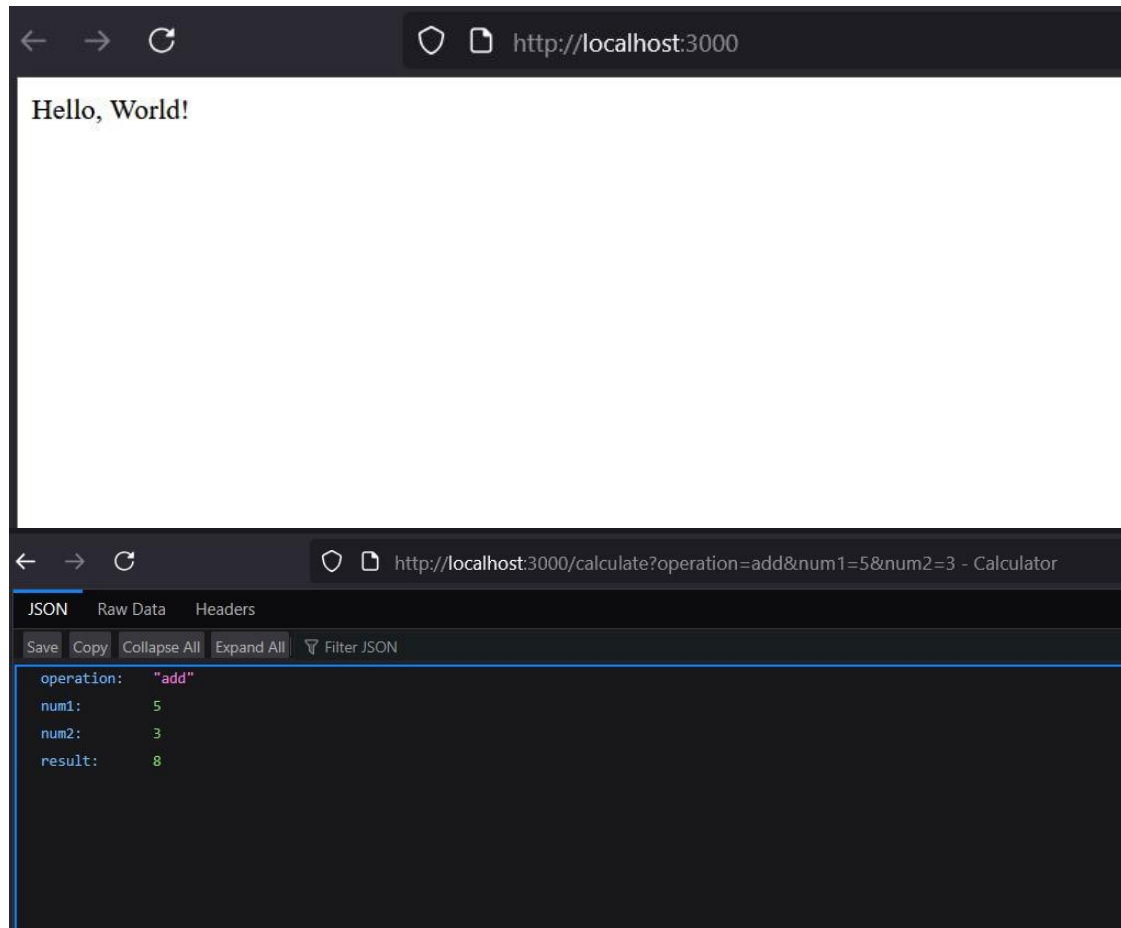 http://localhost:3000
Hello, World!
http://localhost:3000/calculate?operation=add&num1=5&num2=3 - Calculator
JSON Raw Data Headers
Save Copy Collapse All Expand All Filter JSON
operation: "add"
num1: 5
num2: 3
result: 8